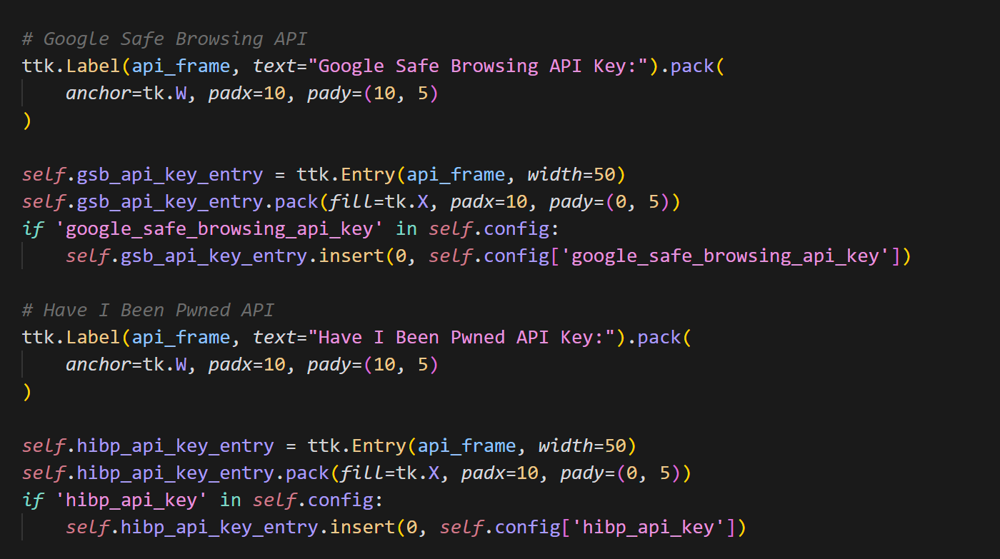 # Google Safe Browsing API
ttk.Label(api_frame, text="Google Safe Browsing API Key:").pack(
    anchor=tk.W, padx=10, pady=(10, 5)
)

self.gsb_api_key_entry = ttk.Entry(api_frame, width=50)
self.gsb_api_key_entry.pack(fill=tk.X, padx=10, pady=(0, 5))
if 'google_safe_browsing_api_key' in self.config:
    self.gsb_api_key_entry.insert(0, self.config['google_safe_browsing_api_key'])

# Have I Been Pwned API
ttk.Label(api_frame, text="Have I Been Pwned API Key:").pack(
    anchor=tk.W, padx=10, pady=(10, 5)
)

self.hibp_api_key_entry = ttk.Entry(api_frame, width=50)
self.hibp_api_key_entry.pack(fill=tk.X, padx=10, pady=(0, 5))
if 'hibp_api_key' in self.config:
    self.hibp_api_key_entry.insert(0, self.config['hibp_api_key'])